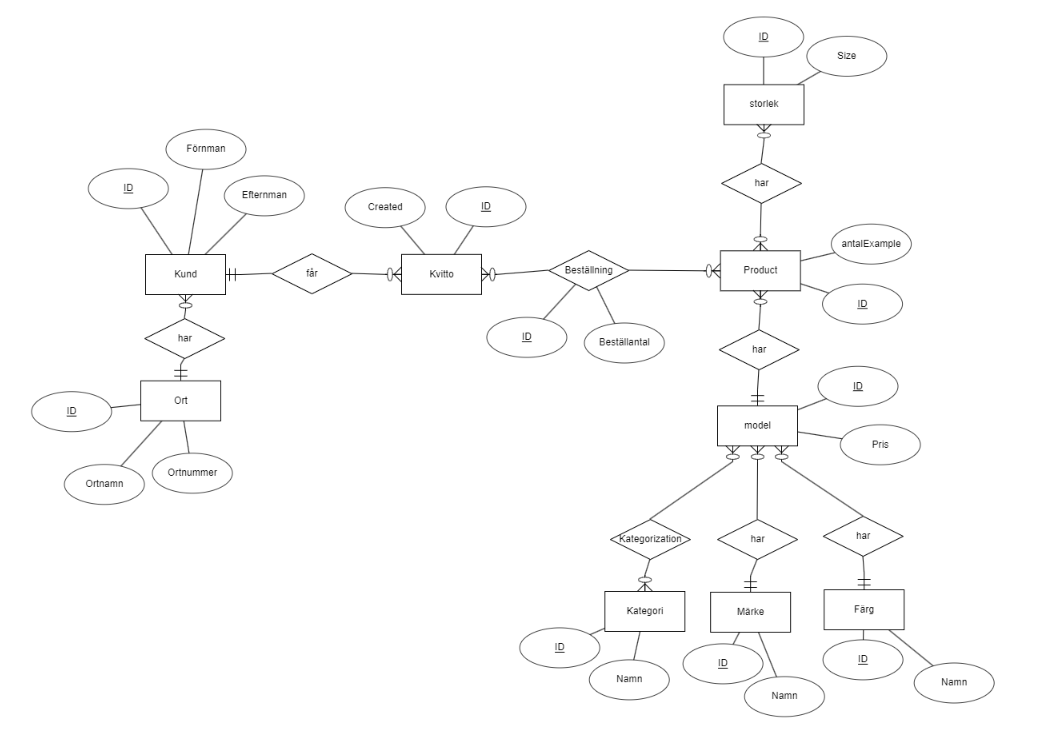 ID
Size
storlek
har
Förnman
ID
Efternman
Created
ID
antalExample
Kund
får
Kvitto
Beställning
Product
ID
har
ID
Beställantal
har
Ort
ID
ID
model
Pris
Ortnamn
Ortnummer
Kategorization
har
har
Kategori
Märke
Färg
ID
ID
ID
Namn
Namn
Namn